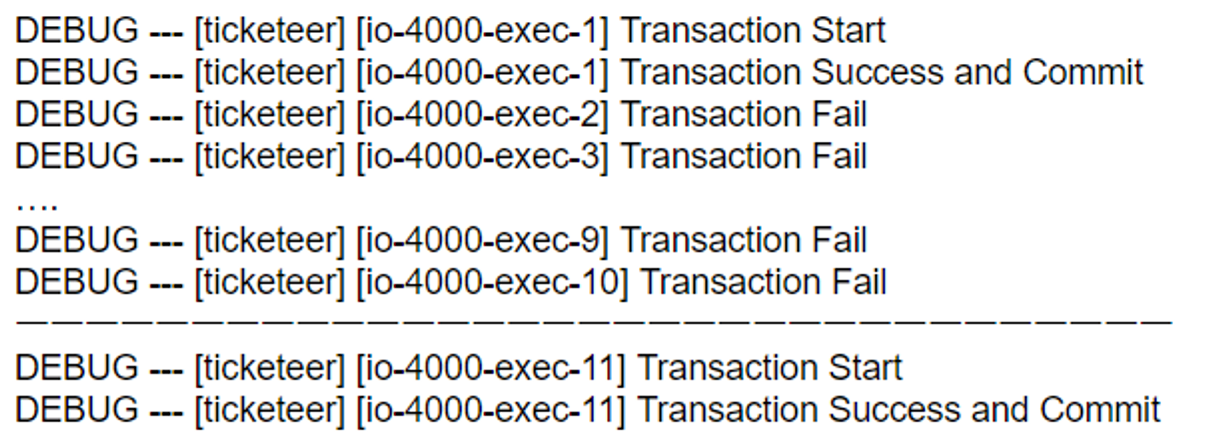 DEBUG --- [ticketeer] [io-4000-exec-1] Transaction Start
DEBUG --- [ticketeer] [io-4000-exec-1] Transaction Success and Commit
DEBUG --- [ticketeer] [io-4000-exec-2] Transaction Fail
DEBUG --- [ticketeer] [io-4000-exec-3] Transaction Fail
….
DEBUG --- [ticketeer] [io-4000-exec-9] Transaction Fail
DEBUG --- [ticketeer] [io-4000-exec-10] Transaction Fail
—————————————————————————————————
DEBUG --- [ticketeer] [io-4000-exec-11] Transaction Start
DEBUG --- [ticketeer] [io-4000-exec-11] Transaction Success and Commit